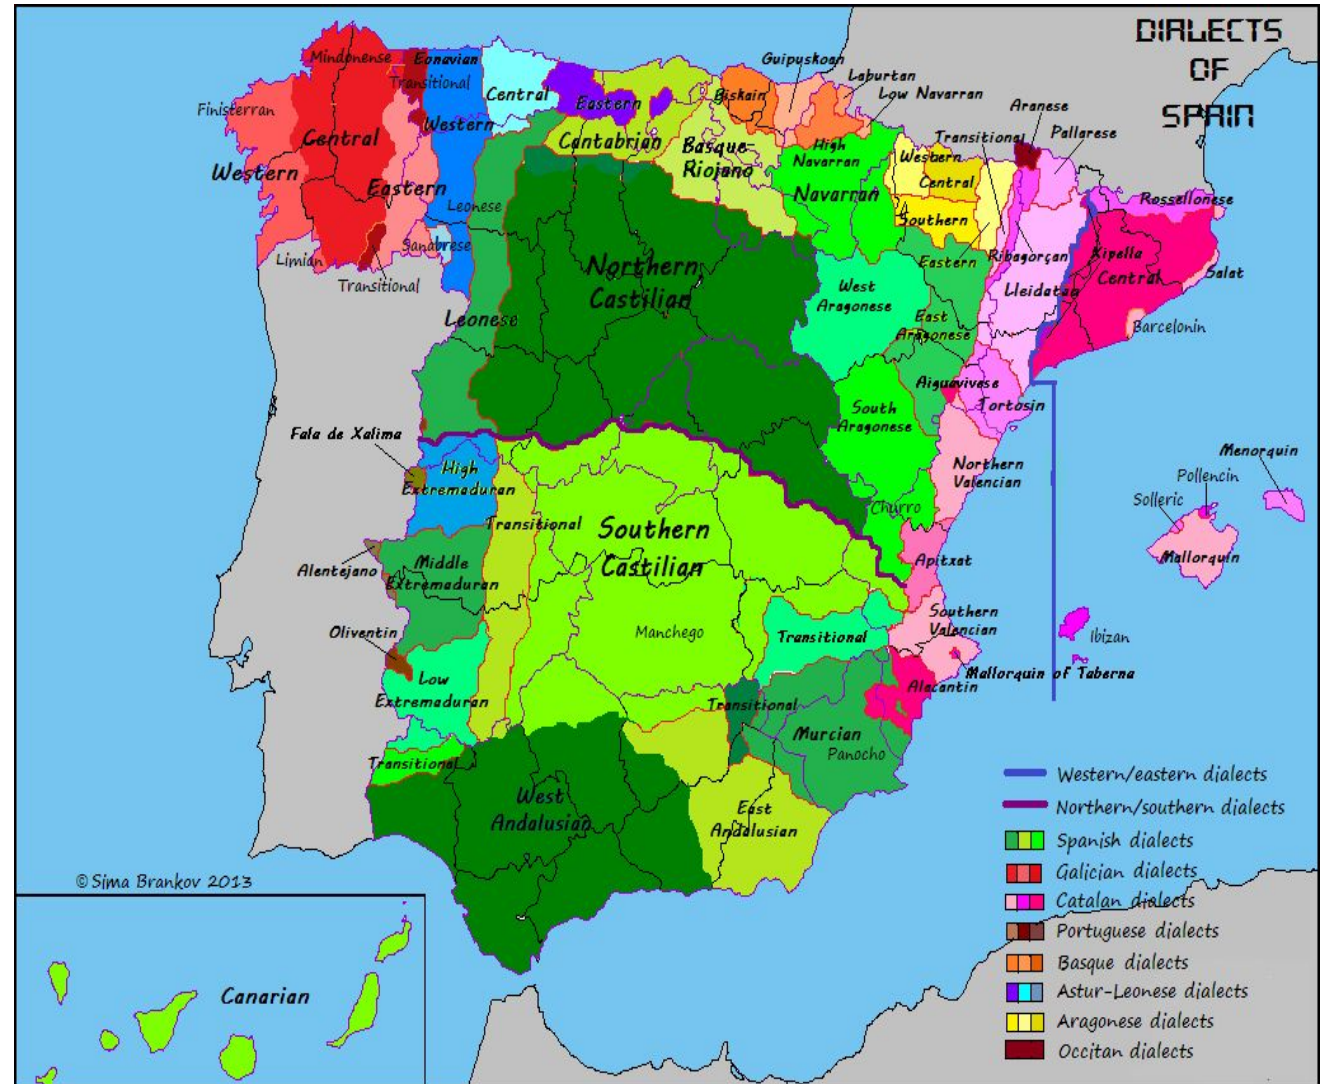 DIALECTS
OF
SPAIN
Mindonense
Eonavian
Transitional
Finisterran
Central
Western
Eastern
Limian
Transitional
Western
Central
Eastern
Leonese
Sanabrese
Leonese
Cantabrian
Basque-
Riojano
Biskain
Guipuskoan
Laburtan
Low Navarran
High
Navarran
Navarran
Aranese
Transitional
Pallarese
Western
Central
Southern
Eastern
Ribagorçan
Rossellonese
Xipella
Central
Salat
Lleidatan
Barcelonin
Northern
Castilian
West
Aragonese
East
Aragonese
Aiguavivese
Tortosin
South
Aragonese
Fala de Xalima
High
Extremaduran
Transitional
Southern
Castilian
Churro
Northern
Valencian
Menorquin
Pollencin
Solleric
Mallorquin
Alentejano
Middle
Extremaduran
Apitxat
Oliventin
Manchego
Transitional
Southern
Valencian
Ibizan
Mallorquin of Taberna
Low
Extremaduran
Alacantin
Transitional
Murcian
Panocho
Transitional
West
Andalusian
East
Andalusian
Western/eastern dialects
Northern/southern dialects
Spanish dialects
Galician dialects
Catalan dialects
Portuguese dialects
Basque dialects
Astur-Leonese dialects
Aragonese dialects
Occitan dialects
©Sima Brankov 2013
Canarian